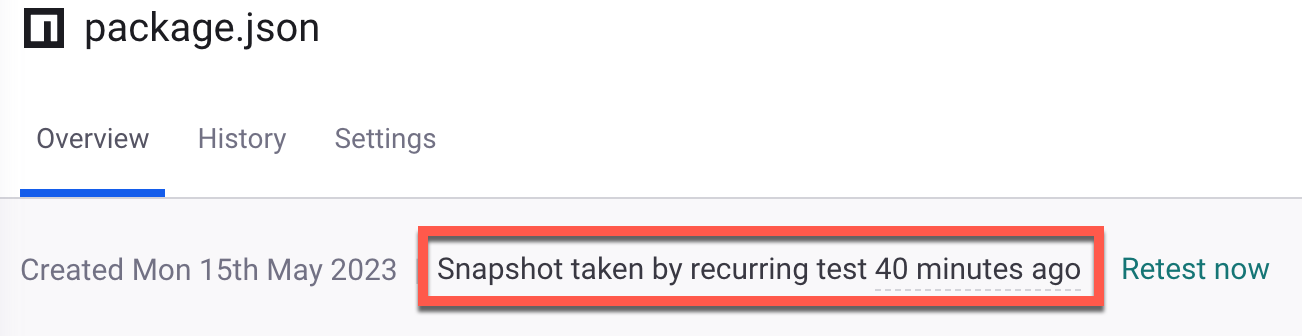 package.json
Overview History Settings
Created Mon 15th May 2023 Snapshot taken by recurring test 40 minutes ago Retest now